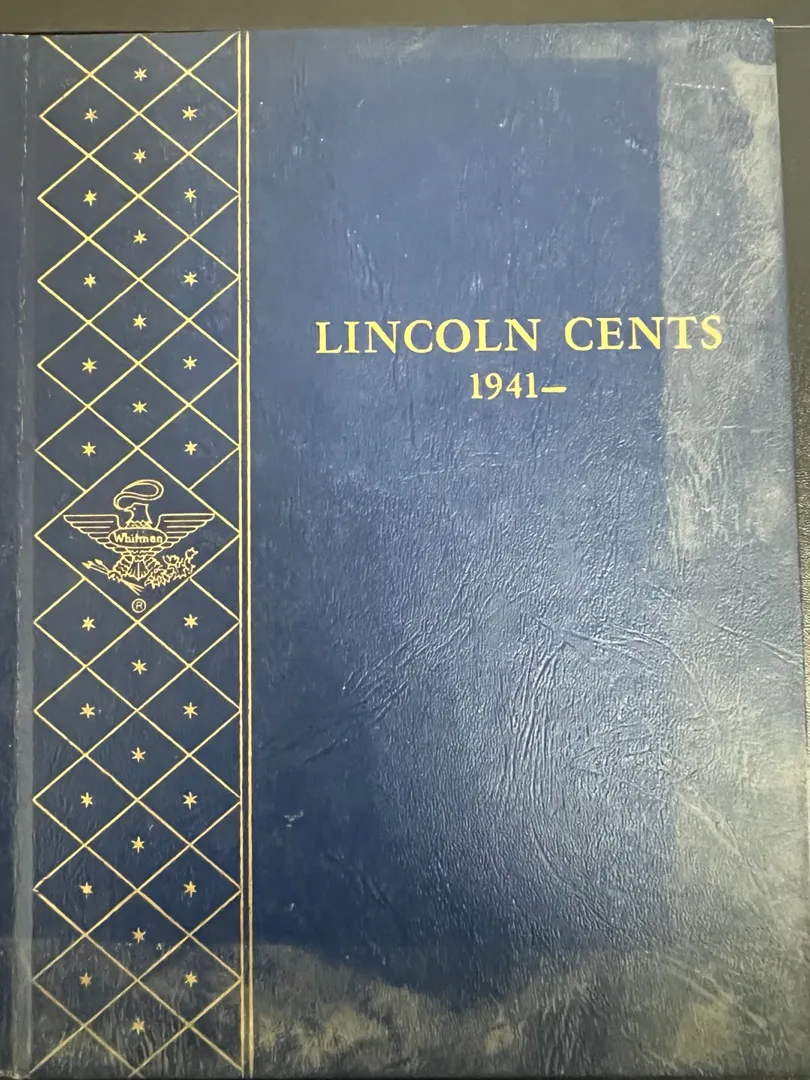 LINCOLN CENTS
1941–
Whitman
®